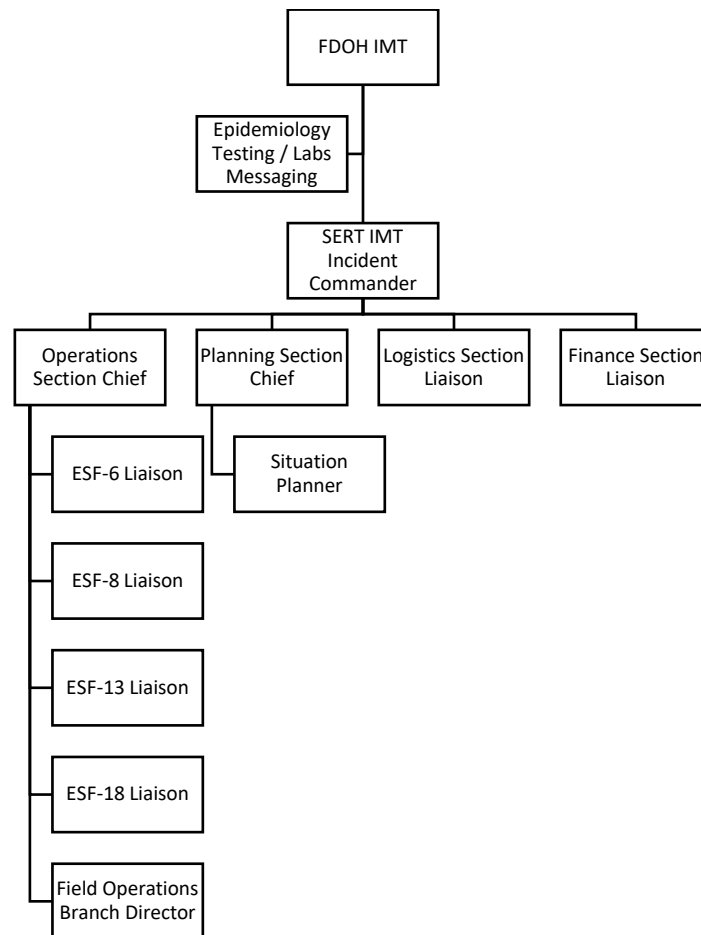 FDOH IMT
Epidemiology
Testing / Labs
Messaging
SERT IMT
Incident
Commander
Operations
Section Chief
Planning Section
Chief
Logistics Section
Liaison
Finance Section
Liaison
ESF-6 Liaison
Situation
Planner
ESF-8 Liaison
ESF-13 Liaison
ESF-18 Liaison
Field Operations
Branch Director